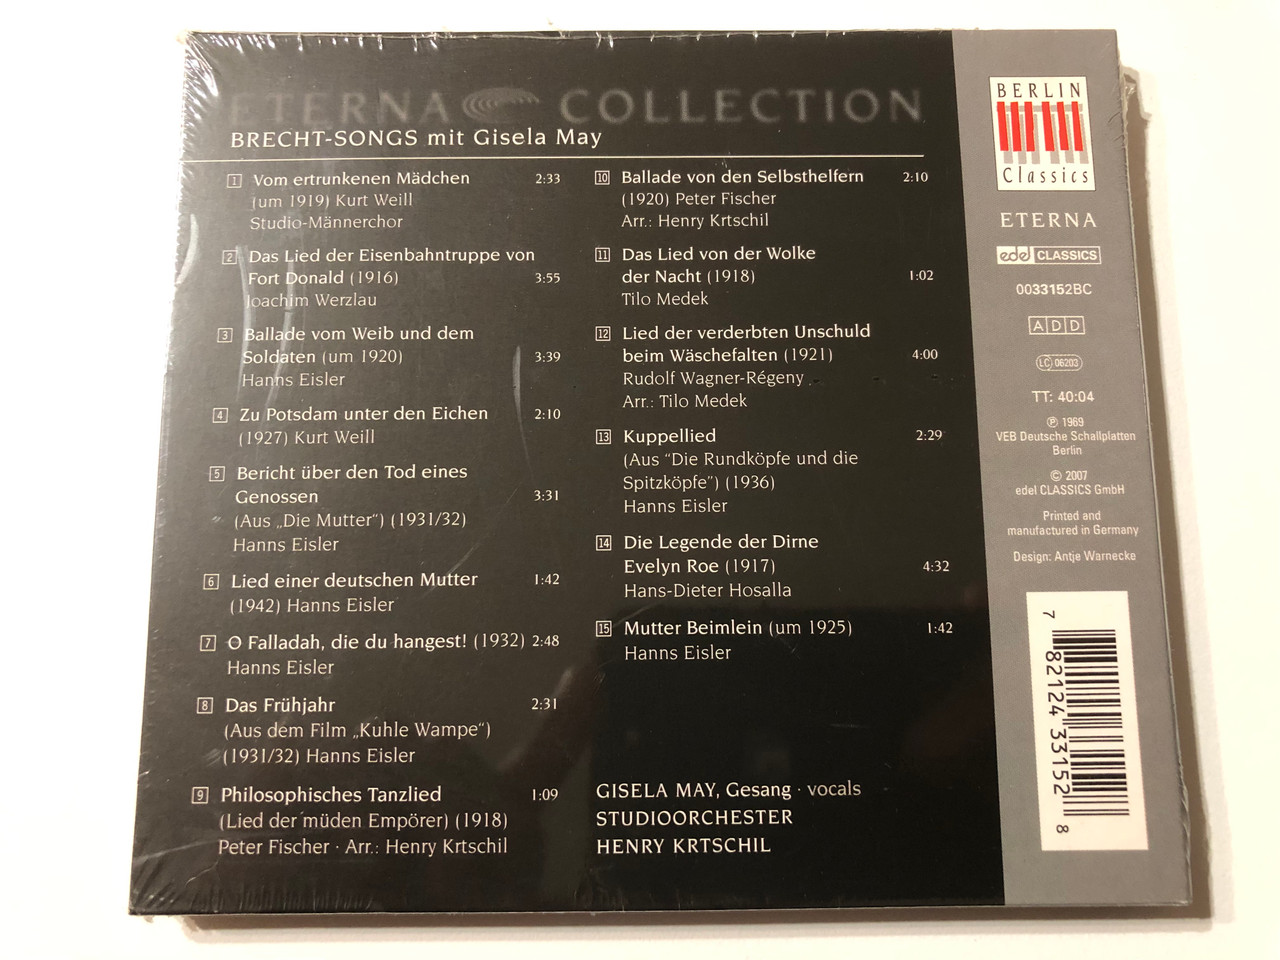 ETERNA COLLECTION
BRECHT-SONGS mit Gisela May
1 Vom ertrunkenen Mädchen 2:33
(um 1919) Kurt Weill
Studio-Männerchor
2 Das Lied der Eisenbahntruppe von
Fort Donald (1916) 3:55
Joachim Werzlau
3 Ballade vom Weib und dem
Soldaten (um 1920) 3:39
Hanns Eisler
4 Zu Potsdam unter den Eichen 2:10
(1927) Kurt Weill
5 Bericht über den Tod eines
Genossen 3:31
(Aus „Die Mutter“) (1931/32)
Hanns Eisler
6 Lied einer deutschen Mutter 1:42
(1942) Hanns Eisler
7 O Falladah, die du hangest! (1932) 2:48
Hanns Eisler
8 Das Frühjahr 2:31
(Aus dem Film „Kuhle Wampe“)
(1931/32) Hanns Eisler
9 Philosophisches Tanzlied 1:09
(Lied der müden Empörer) (1918)
Peter Fischer · Arr.: Henry Krtschil
10 Ballade von den Selbsthelfern 2:10
(1920) Peter Fischer
Arr.: Henry Krtschil
11 Das Lied von der Wolke
der Nacht (1918) 1:02
Tilo Medek
12 Lied der verderbten Unschuld
beim Wäschefalten (1921) 4:00
Rudolf Wagner-Régeny
Arr.: Tilo Medek
13 Kuppellied 2:29
(Aus “Die Rundköpfe und die
Spitzköpfe”) (1936)
Hanns Eisler
14 Die Legende der Dirne
Evelyn Roe (1917) 4:32
Hans-Dieter Hosalla
15 Mutter Beimlein (um 1925) 1:42
Hanns Eisler
GISELA MAY, Gesang · vocals
STUDIOORCHESTER
HENRY KRTSCHIL
BERLIN
Classics
ETERNA
edel CLASSICS
0033152BC
ADD
LC 06203
TT: 40:04
℗ 1969
VEB Deutsche Schallplatten
Berlin
© 2007
edel CLASSICS GmbH
Printed and
manufactured in Germany
Design: Antje Warnecke
7 82124 33152 8